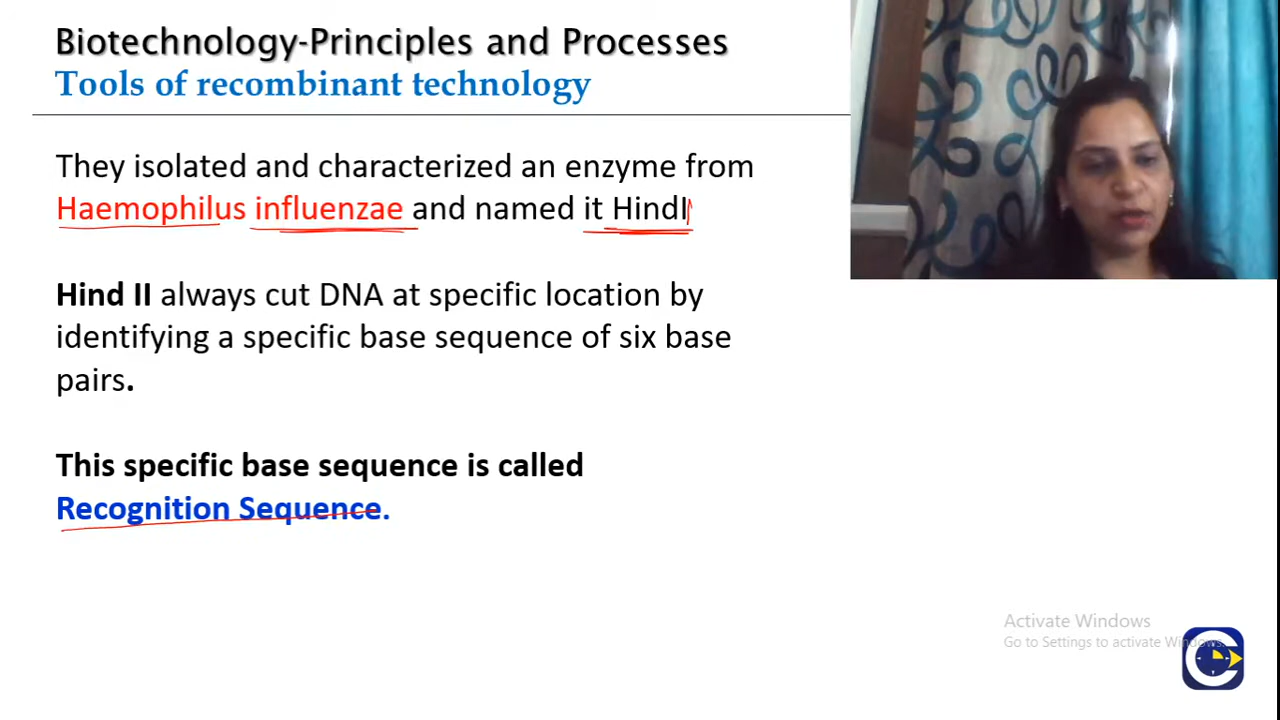 Biotechnology-Principles and Processes
Tools of recombinant technology
They isolated and characterized an enzyme from
Haemophilus influenzae and named it HindI
Hind II always cut DNA at specific location by
identifying a specific base sequence of six base
pairs.
This specific base sequence is called
Recognition Sequence.
Activate Windows
Go to Settings to activate Windows.